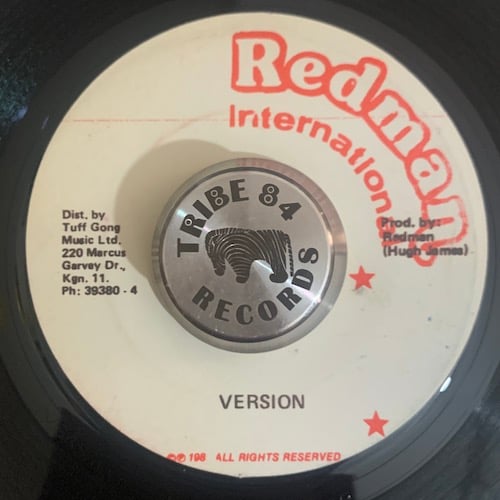 Redman
International
Dist. by
Tuff Gong
Music Ltd.
220 Marcus
Garvey Dr.,
Kgn. 11.
Ph: 39380 - 4
TRIBE 84
RECORDS
Prod. by:
Redman
(Hugh James)
VERSION
©℗ 198 ALL RIGHTS RESERVED